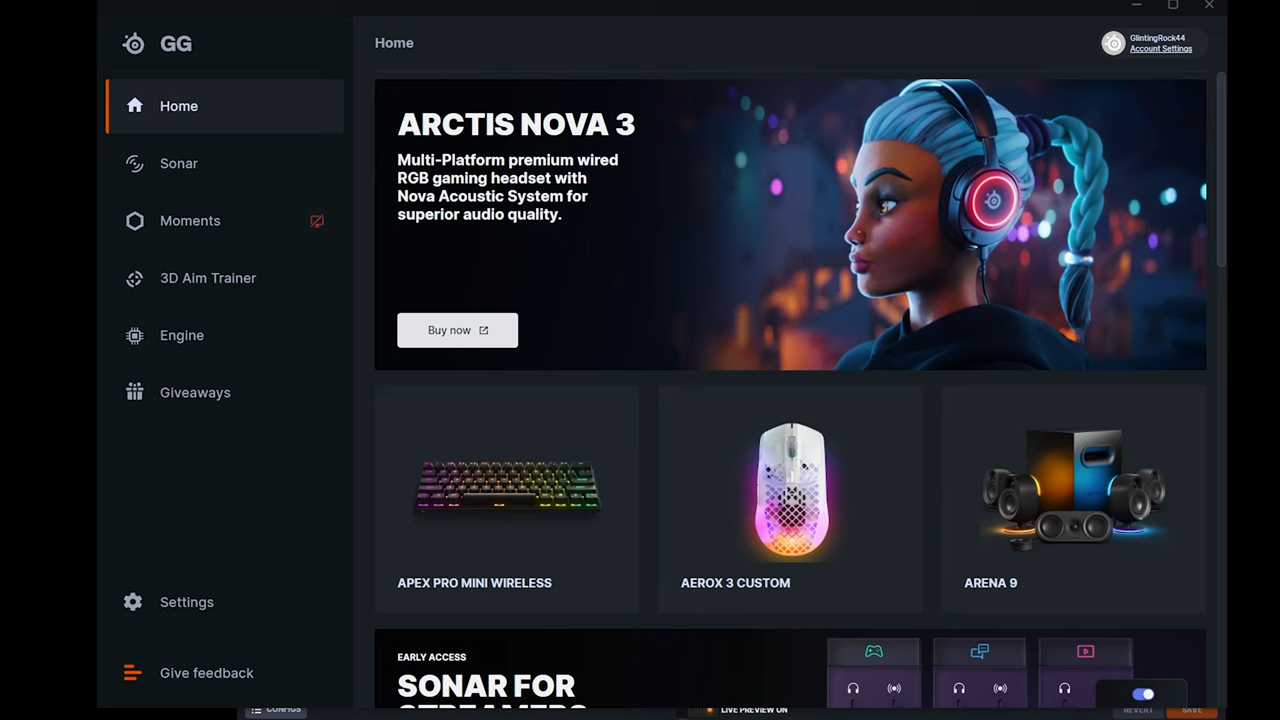 GG
Home
Sonar
Moments
3D Aim Trainer
Engine
Giveaways
Settings
Give feedback
Home
GlintingRock44
Account Settings
ARCTIS NOVA 3
Multi-Platform premium wired
RGB gaming headset with
Nova Acoustic System for
superior audio quality.
Buy now
APEX PRO MINI WIRELESS
AEROX 3 CUSTOM
ARENA 9
EARLY ACCESS
SONAR FOR
STREAMERS
CONFIGS
LIVE PREVIEW ON
REVERT
SAVE